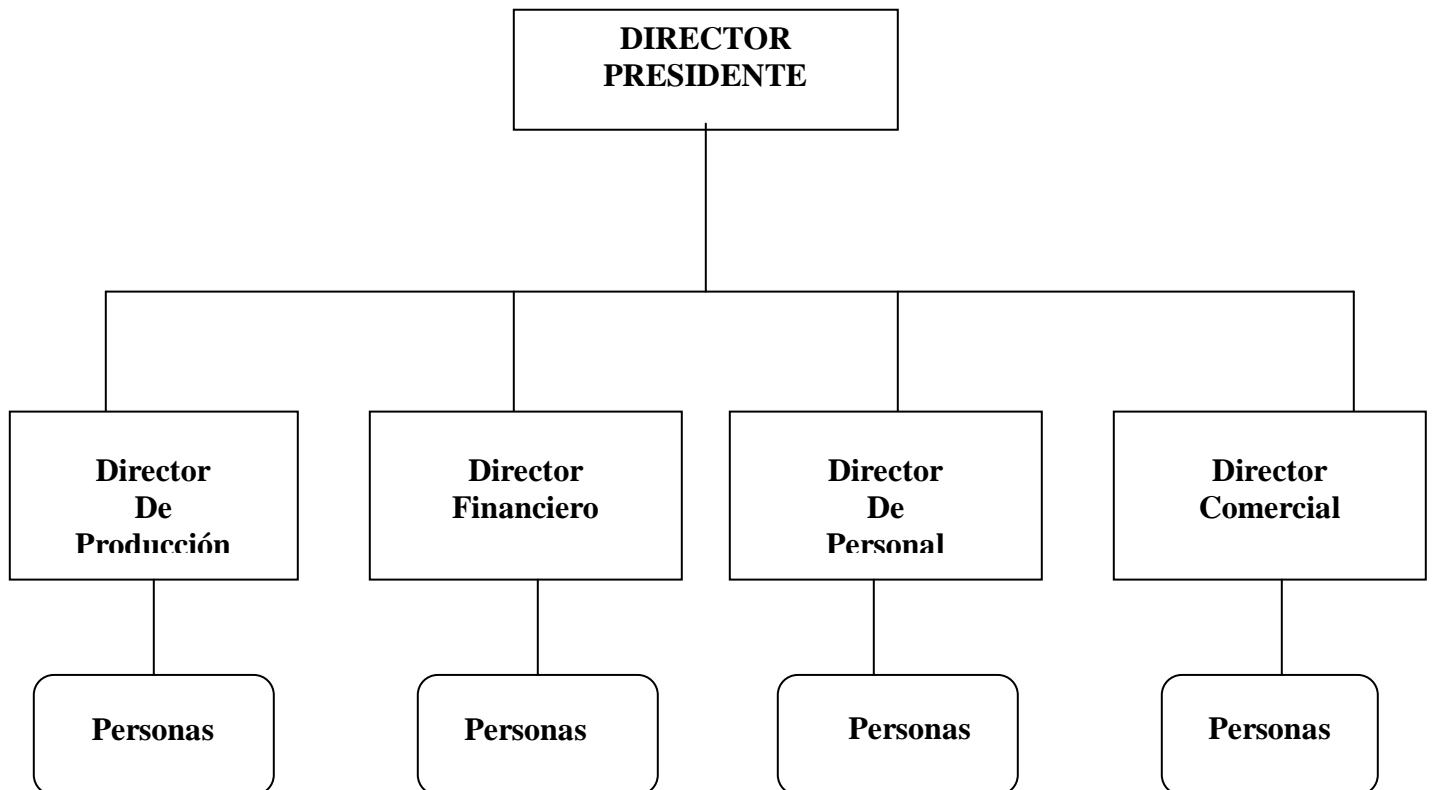 DIRECTOR
PRESIDENTE
Director
De
Producción
Director
Financiero
Director
De
Personal
Director
Comercial
Personas
Personas
Personas
Personas